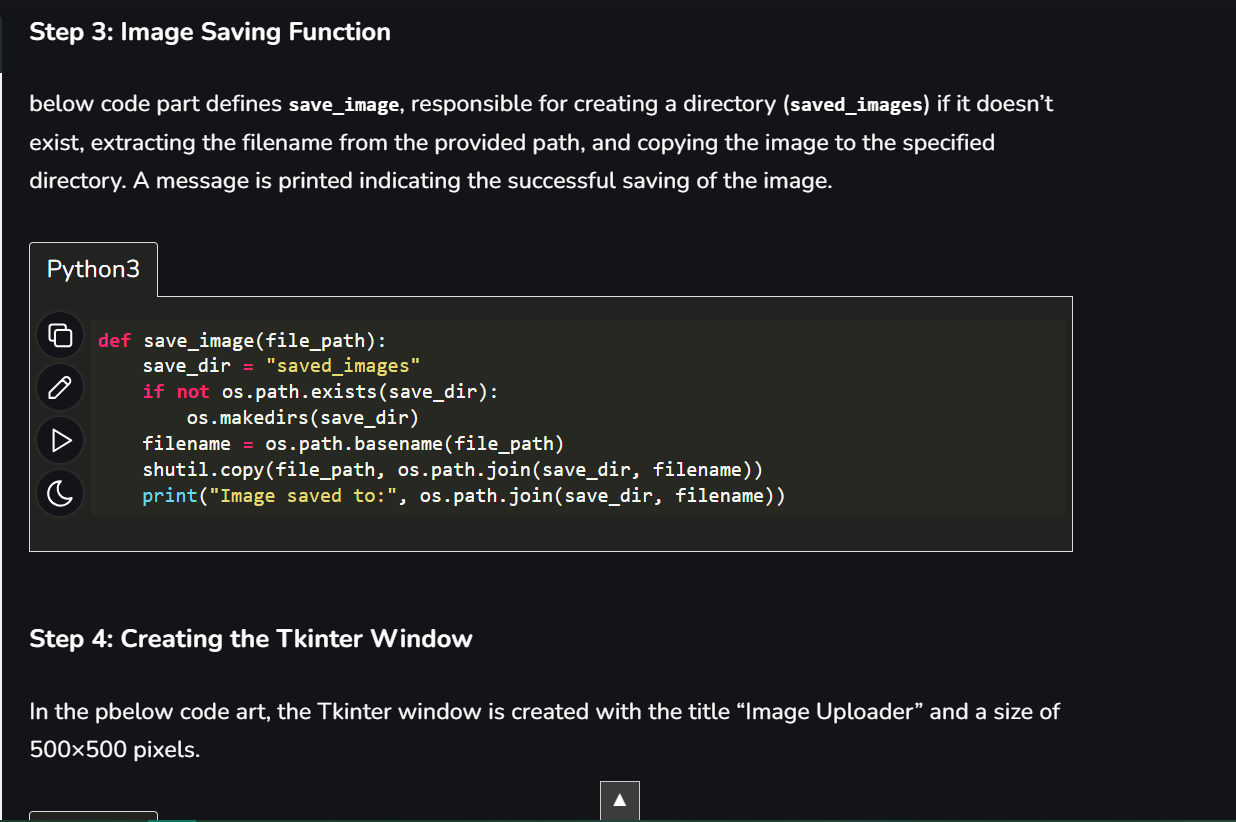 Step 3: Image Saving Function
below code part defines save_image, responsible for creating a directory (saved_images) if it doesn’t
exist, extracting the filename from the provided path, and copying the image to the specified
directory. A message is printed indicating the successful saving of the image.
Python3
def save_image(file_path):
    save_dir = "saved_images"
    if not os.path.exists(save_dir):
        os.makedirs(save_dir)
    filename = os.path.basename(file_path)
    shutil.copy(file_path, os.path.join(save_dir, filename))
    print("Image saved to:", os.path.join(save_dir, filename))
Step 4: Creating the Tkinter Window
In the pbelow code art, the Tkinter window is created with the title “Image Uploader” and a size of
500×500 pixels.